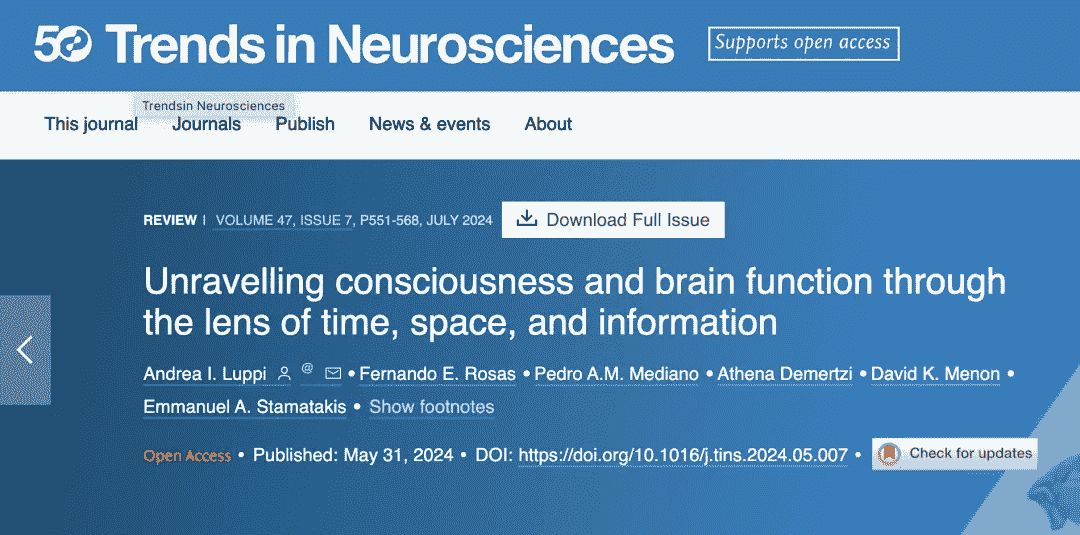 50 Trends in Neurosciences
Supports open access
Trendsin Neurosciences
This journal Journals Publish News & events About
REVIEW | VOLUME 47, ISSUE 7, P551-568, JULY 2024
Download Full Issue
Unravelling consciousness and brain function through
the lens of time, space, and information
Andrea I. Luppi @ • Fernando E. Rosas • Pedro A.M. Mediano • Athena Demertzi • David K. Menon •
Emmanuel A. Stamatakis • Show footnotes
Open Access • Published: May 31, 2024 • DOI: https://doi.org/10.1016/j.tins.2024.05.007 •
Check for updates